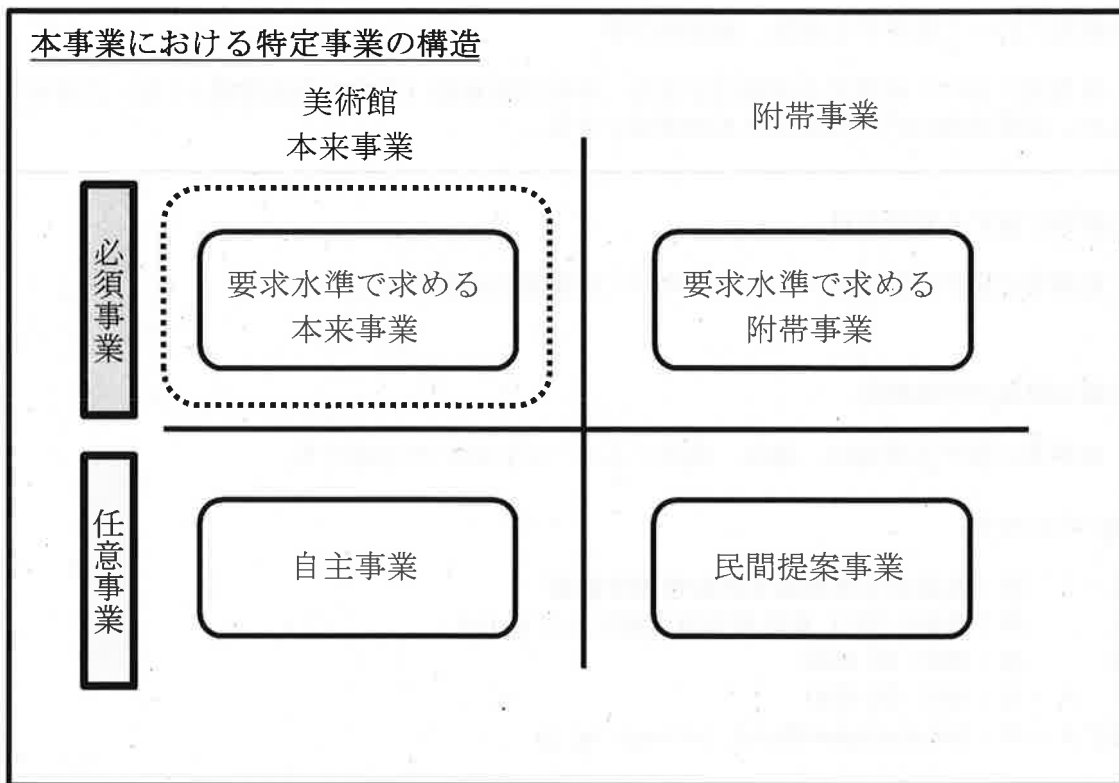 本事業における特定事業の構造
美術館
本来事業
附帯事業
必須事業
要求水準で求める
本来事業
要求水準で求める
附帯事業
任意事業
自主事業
民間提案事業